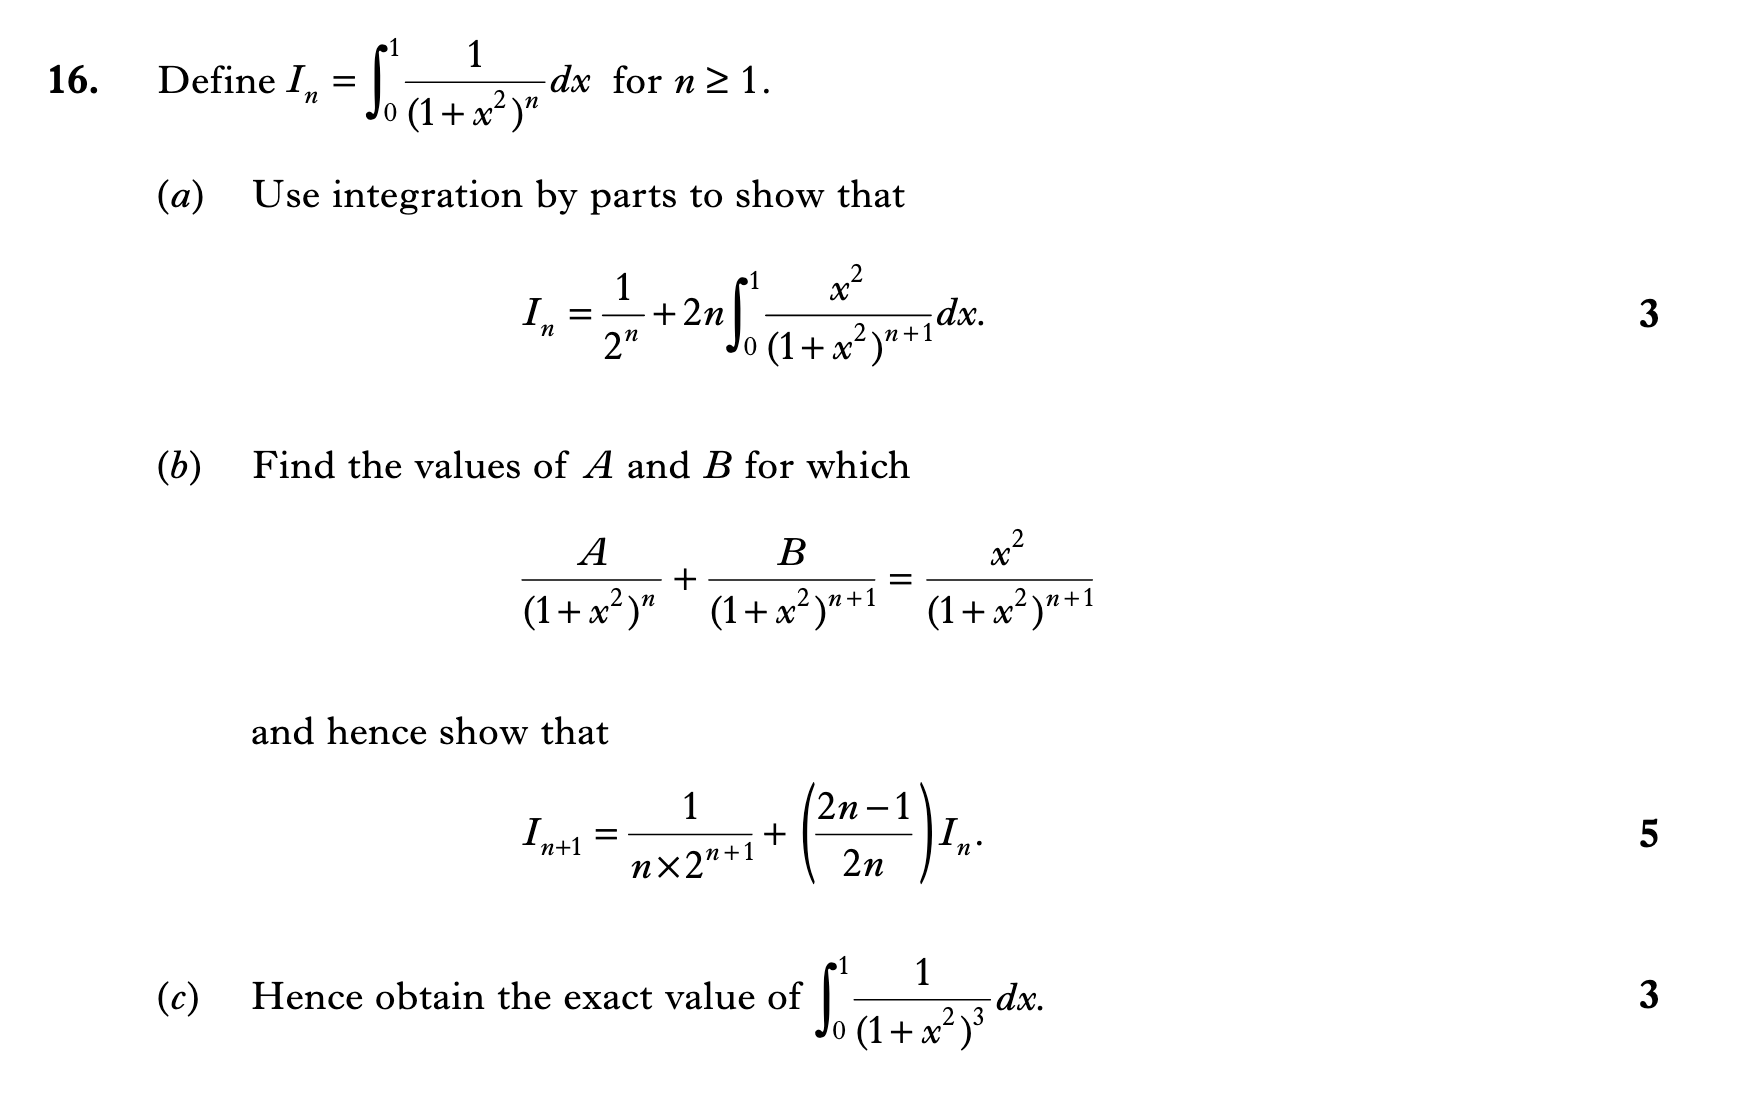 16. Define $I_n = \int_0^1 \frac{1}{(1+x^2)^n} dx$ for $n \geq 1$.
(a) Use integration by parts to show that
$I_n = \frac{1}{2^n} + 2n \int_0^1 \frac{x^2}{(1+x^2)^{n+1}} dx.$ 3
(b) Find the values of $A$ and $B$ for which
$\frac{A}{(1+x^2)^n} + \frac{B}{(1+x^2)^{n+1}} = \frac{x^2}{(1+x^2)^{n+1}}$
and hence show that
$I_{n+1} = \frac{1}{n \times 2^{n+1}} + \left(\frac{2n-1}{2n}\right) I_n.$ 5
(c) Hence obtain the exact value of $\int_0^1 \frac{1}{(1+x^2)^3} dx.$ 3